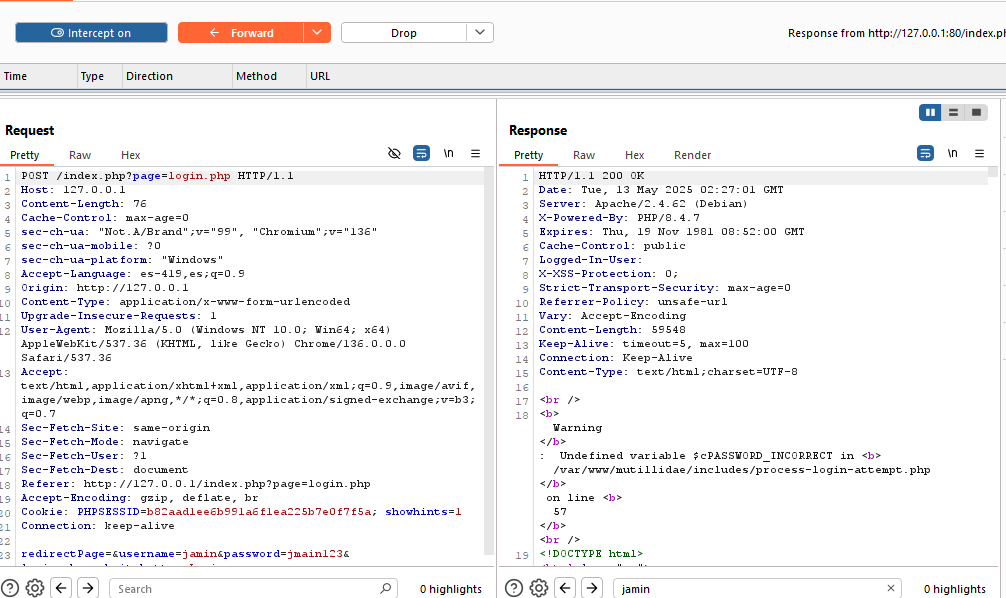 Intercept on
Forward
Drop
Response from http://127.0.0.1:80/index.ph
Time Type Direction Method URL
Request
Pretty Raw Hex
\n
1 POST /index.php?page=login.php HTTP/1.1
2 Host: 127.0.0.1
3 Content-Length: 76
4 Cache-Control: max-age=0
5 sec-ch-ua: "Not.A/Brand";v="99", "Chromium";v="136"
6 sec-ch-ua-mobile: ?0
7 sec-ch-ua-platform: "Windows"
8 Accept-Language: es-419,es;q=0.9
9 Origin: http://127.0.0.1
10 Content-Type: application/x-www-form-urlencoded
11 Upgrade-Insecure-Requests: 1
12 User-Agent: Mozilla/5.0 (Windows NT 10.0; Win64; x64)
AppleWebKit/537.36 (KHTML, like Gecko) Chrome/136.0.0.0
Safari/537.36
13 Accept:
text/html,application/xhtml+xml,application/xml;q=0.9,image/avif,
image/webp,image/apng,*/*;q=0.8,application/signed-exchange;v=b3;
q=0.7
14 Sec-Fetch-Site: same-origin
15 Sec-Fetch-Mode: navigate
16 Sec-Fetch-User: ?1
17 Sec-Fetch-Dest: document
18 Referer: http://127.0.0.1/index.php?page=login.php
19 Accept-Encoding: gzip, deflate, br
20 Cookie: PHPSESSID=b82aad1ee6b991a6f1ea225b7e0f7f5a; showhints=1
21 Connection: keep-alive
22
23 redirectPage=&username=jamin&password=jmain123&
Search
0 highlights
Response
Pretty Raw Hex Render
\n
1 HTTP/1.1 200 OK
2 Date: Tue, 13 May 2025 02:27:01 GMT
3 Server: Apache/2.4.62 (Debian)
4 X-Powered-By: PHP/8.4.7
5 Expires: Thu, 19 Nov 1981 08:52:00 GMT
6 Cache-Control: public
7 Logged-In-User:
8 X-XSS-Protection: 0;
9 Strict-Transport-Security: max-age=0
10 Referrer-Policy: unsafe-url
11 Vary: Accept-Encoding
12 Content-Length: 59548
13 Keep-Alive: timeout=5, max=100
14 Connection: Keep-Alive
15 Content-Type: text/html;charset=UTF-8
16
17 <br />
18 <b>
Warning
</b>
: Undefined variable $cPASSWORD_INCORRECT in <b>
/var/www/mutillidae/includes/process-login-attempt.php
</b>
on line <b>
57
</b>
<br />
19 <!DOCTYPE html>
jamin
0 highlights